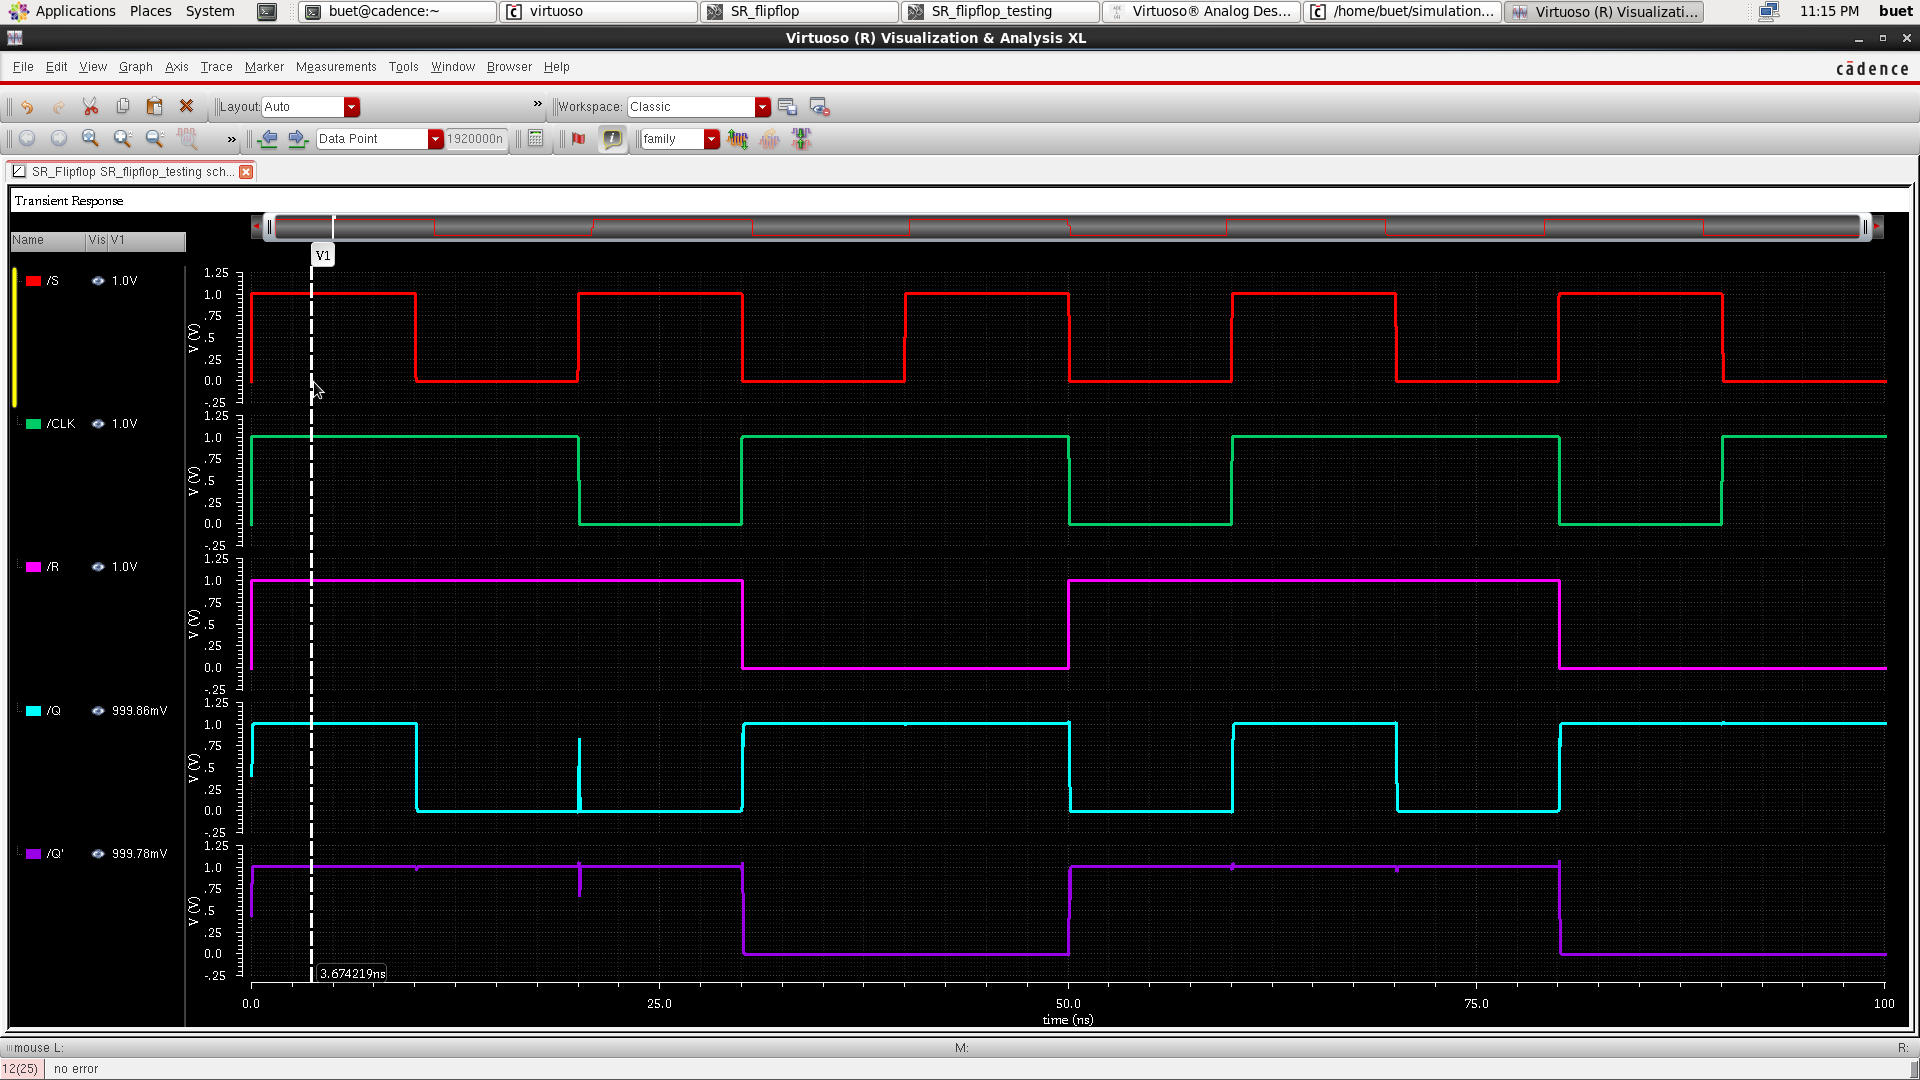 Applications Places System buet@cadence:~ virtuoso SR_flipflop SR_flipflop_testing Virtuoso® Analog Des... /home/buet/simulation... Virtuoso (R) Visualizati... 11:15 PM buet
Virtuoso (R) Visualization & Analysis XL
File Edit View Graph Axis Trace Marker Measurements Tools Window Browser Help
cādence
Layout: Auto » Workspace: Classic
» Data Point 1920000n family
SR_Flipflop SR_flipflop_testing sch...
Transient Response
Name Vis V1
V1
/S 1.0V
1.25
1.0
.75
.5
.25
0.0
-.25
V (V)
/CLK 1.0V
1.25
1.0
.75
.5
.25
0.0
-.25
V (V)
/R 1.0V
1.25
1.0
.75
.5
.25
0.0
-.25
V (V)
/Q 999.86mV
1.25
1.0
.75
.5
.25
0.0
-.25
V (V)
/Q' 999.78mV
1.25
1.0
.75
.5
.25
0.0
-.25
V (V)
3.674219ns
0.0 25.0 50.0 75.0 100
time (ns)
mouse L: M: R:
12(25) no error